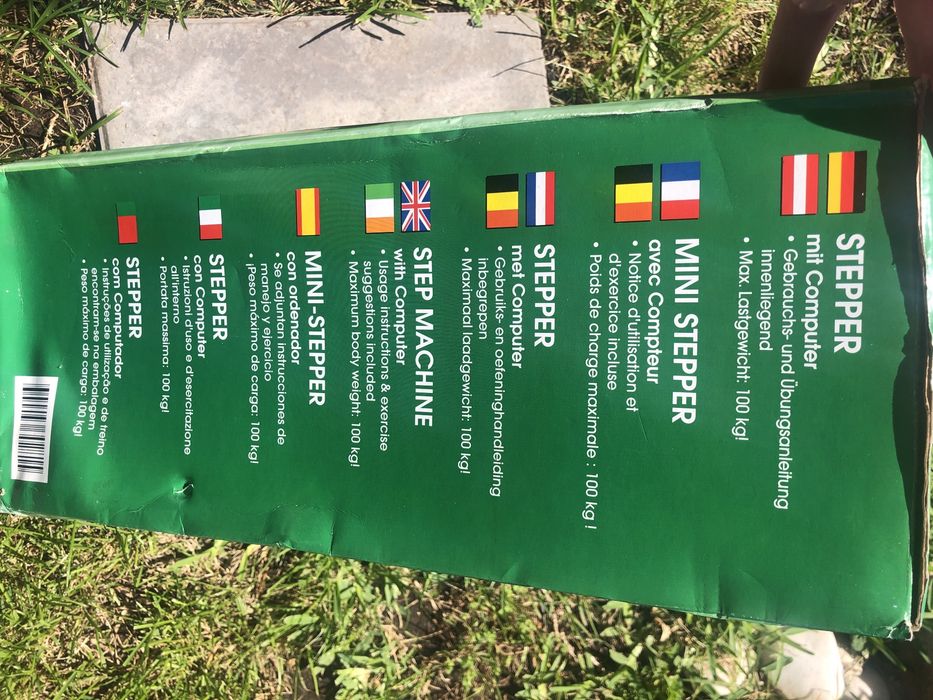 STEPPER
mit Computer
• Gebrauchs- und Übungsanleitung
innenliegend
• Max. Lastgewicht: 100 kg!
MINI STEPPER
avec Compteur
• Notice d'utilisation et
d'exercice incluse
• Poids de charge maximale : 100 kg !
STEPPER
met Computer
• Gebruiks- en oefeninghandleiding
inbegrepen
• Maximaal laadgewicht: 100 kg!
STEP MACHINE
with Computer
• Usage instructions & exercise
suggestions included
• Maximum body weight: 100 kg!
MINI-STEPPER
con ordenador
• Se adjuntan instrucciones de
manejo y ejercicio
• ¡Peso máximo de carga: 100 kg!
STEPPER
con Computer
• Istruzioni d'uso e d'esercitazione
all'interno
• Portata massima: 100 kg!
STEPPER
com Computador
• Instruções de utilização e de treino
encontram-se na embalagem
• Peso máximo de carga: 100 kg!